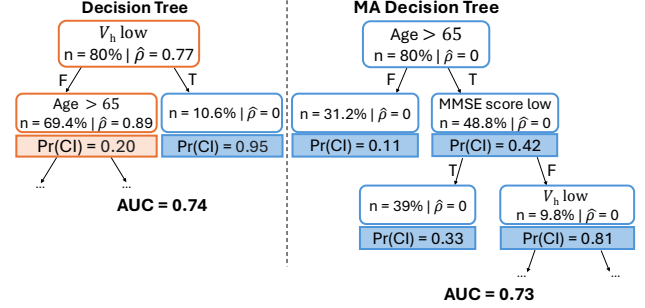 Decision Tree
V_h low
n = 80% | ρ̂ = 0.77
F
T
Age > 65
n = 69.4% | ρ̂ = 0.89
Pr(CI) = 0.20
n = 10.6% | ρ̂ = 0
Pr(CI) = 0.95
...
...
AUC = 0.74
MA Decision Tree
Age > 65
n = 80% | ρ̂ = 0
F
T
n = 31.2% | ρ̂ = 0
Pr(CI) = 0.11
MMSE score low
n = 48.8% | ρ̂ = 0
Pr(CI) = 0.42
T
F
n = 39% | ρ̂ = 0
Pr(CI) = 0.33
V_h low
n = 9.8% | ρ̂ = 0
Pr(CI) = 0.81
...
...
AUC = 0.73